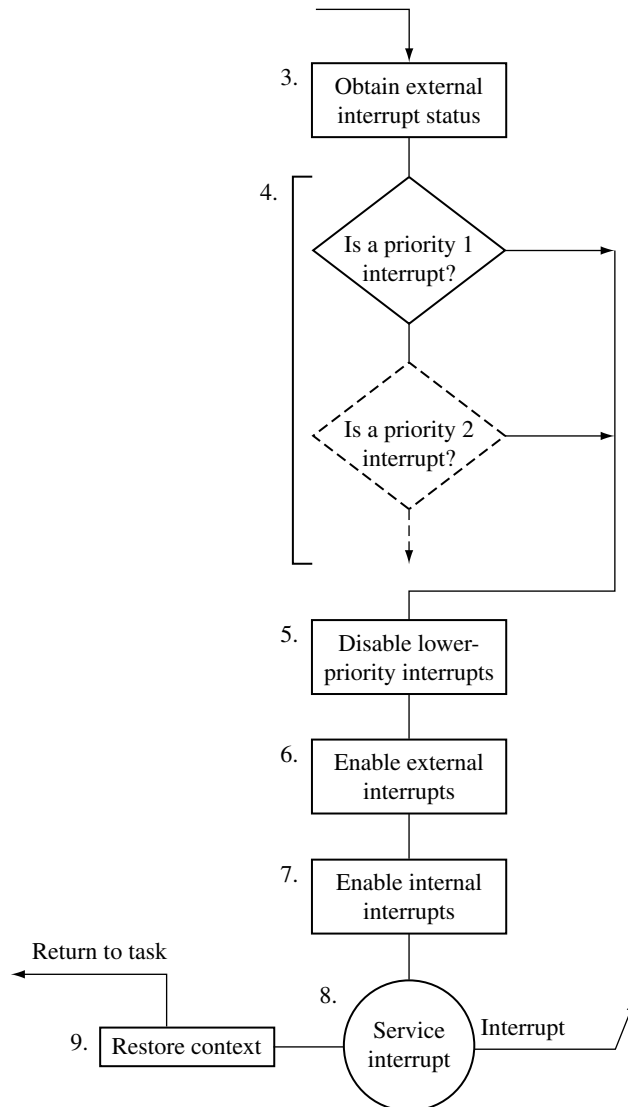 3.
Obtain external
interrupt status
4.
Is a priority 1
interrupt?
Is a priority 2
interrupt?
5.
Disable lower-
priority interrupts
6.
Enable external
interrupts
7.
Enable internal
interrupts
Return to task
8.
Service
interrupt
Interrupt
9.
Restore context